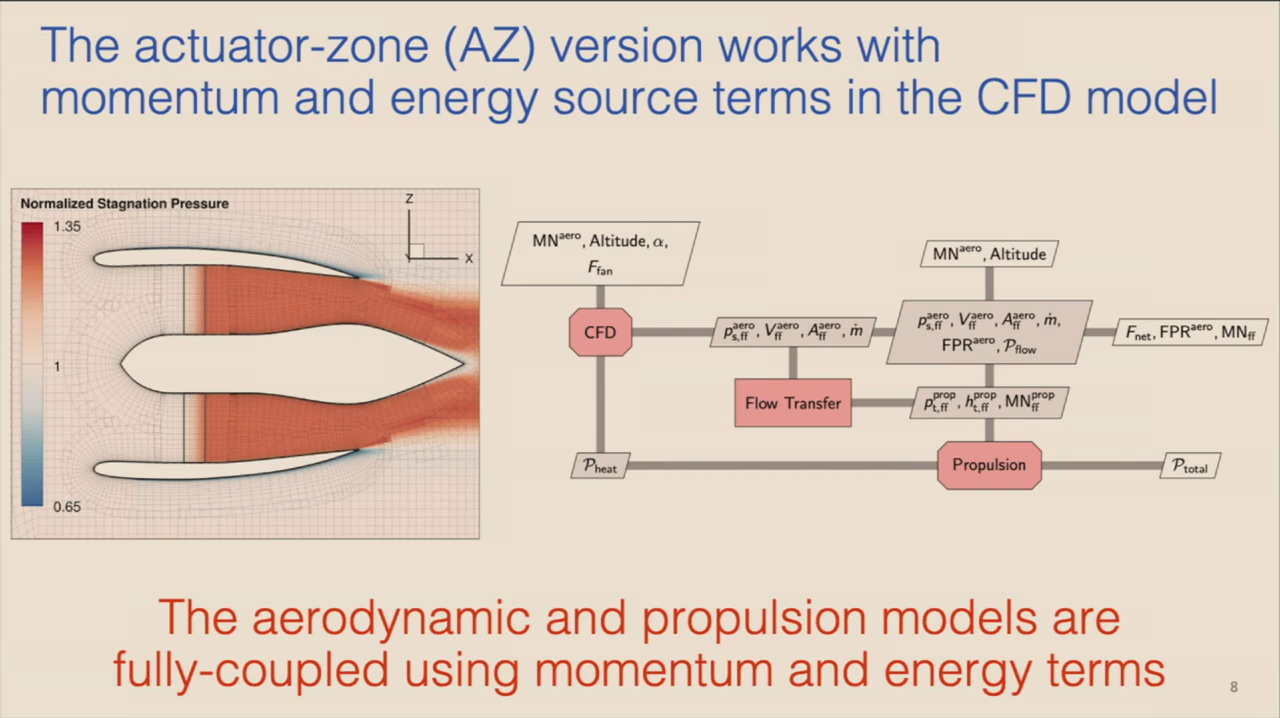 The actuator-zone (AZ) version works with
momentum and energy source terms in the CFD model
Normalized Stagnation Pressure
1.35
1
0.65
Z
Y
X
MN^aero, Altitude, α,
F_fan
CFD
p_s,ff^aero, V_ff^aero, A_ff^aero, ṁ
Flow Transfer
𝒫_heat
MN^aero, Altitude
p_s,ff^aero, V_ff^aero, A_ff^aero, ṁ,
FPR^aero, 𝒫_flow
F_net, FPR^aero, MN_ff
p_t,ff^prop, h_t,ff^prop, MN_ff^prop
Propulsion
𝒫_total
The aerodynamic and propulsion models are
fully-coupled using momentum and energy terms
8